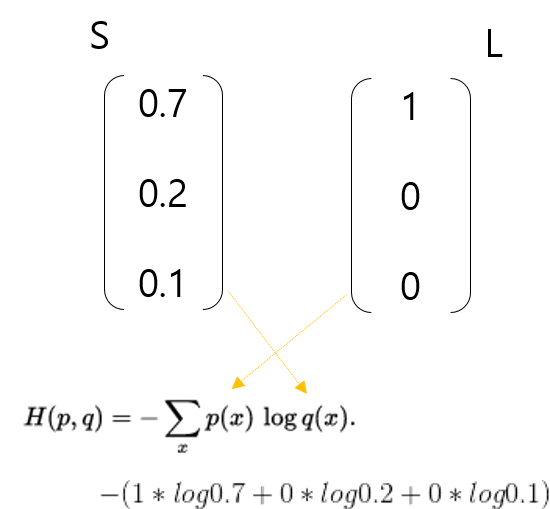 S L
0.7 1
0.2 0
0.1 0
H(p, q) = − ∑ₓ p(x) log q(x).
−(1 ∗ log0.7 + 0 ∗ log0.2 + 0 ∗ log0.1)